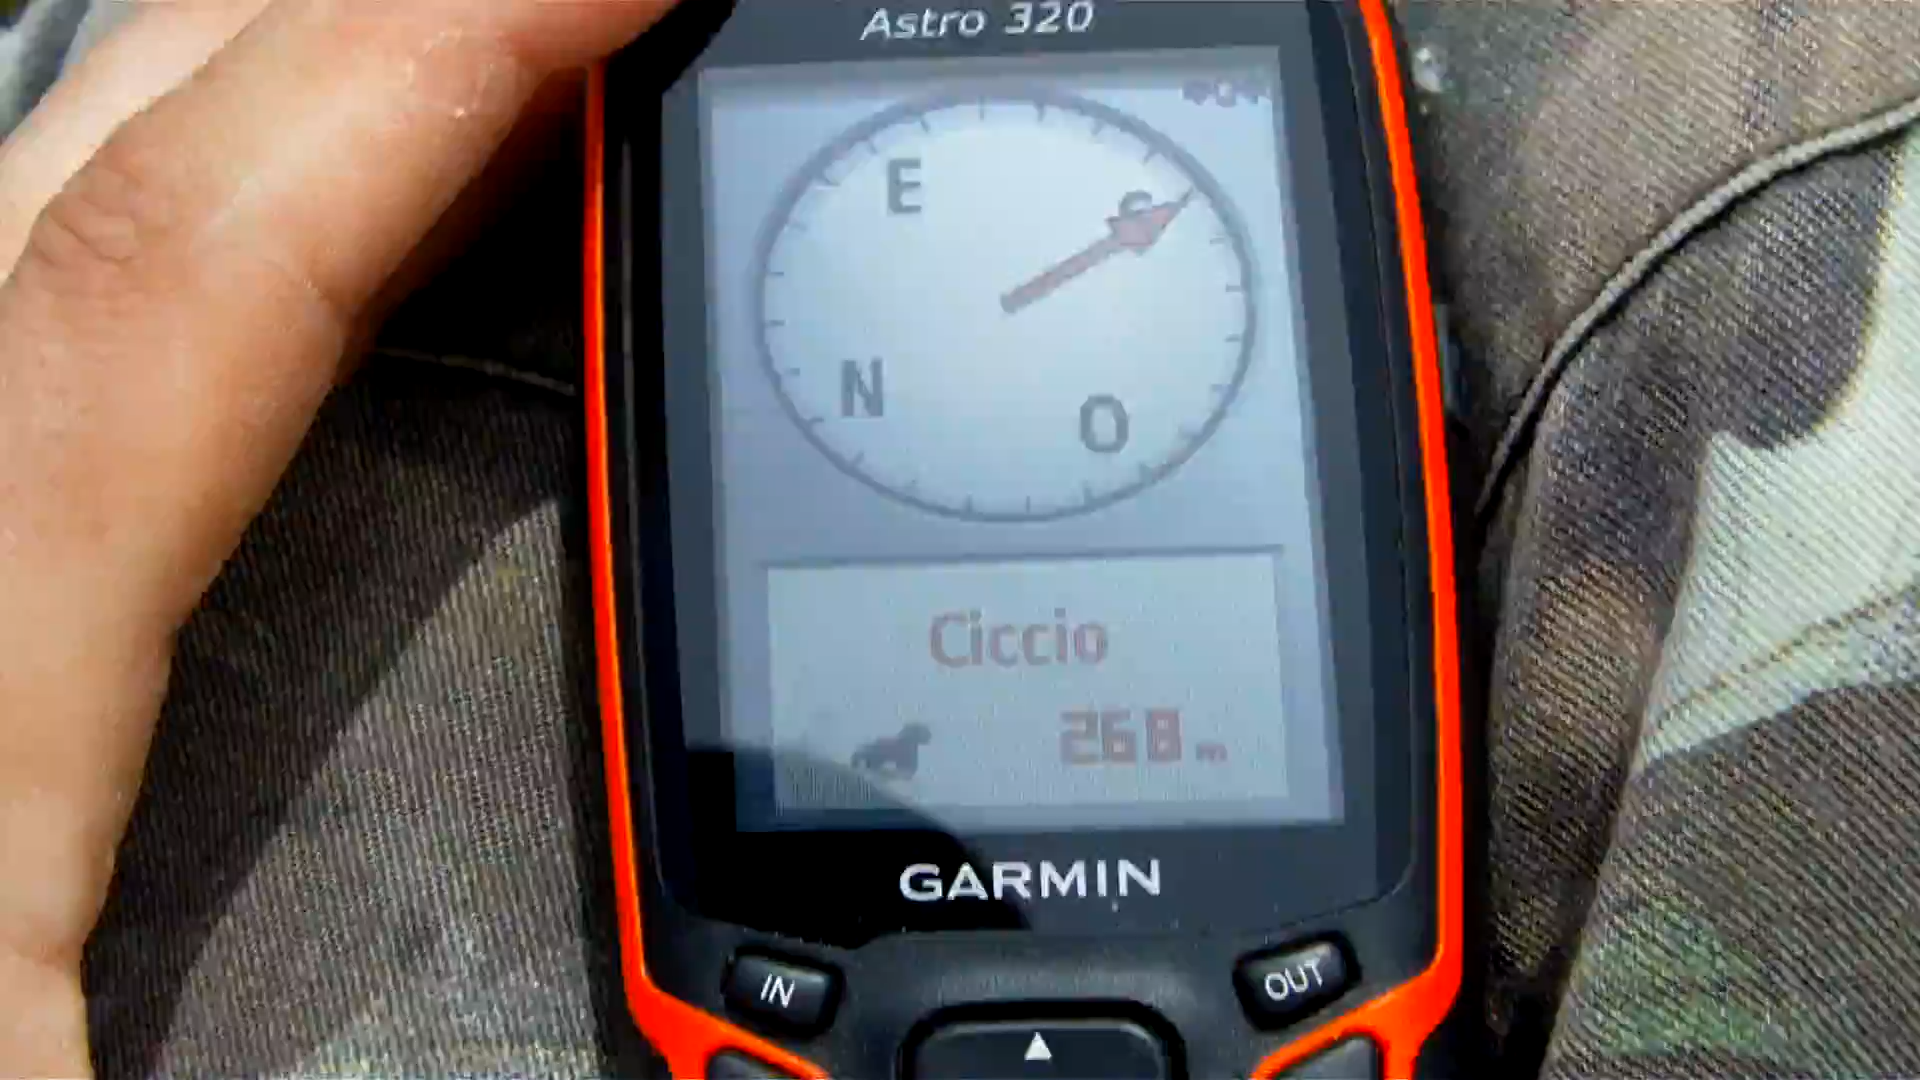 Astro 320
E
S
N
O
Ciccio
268 m
GARMIN
IN
OUT